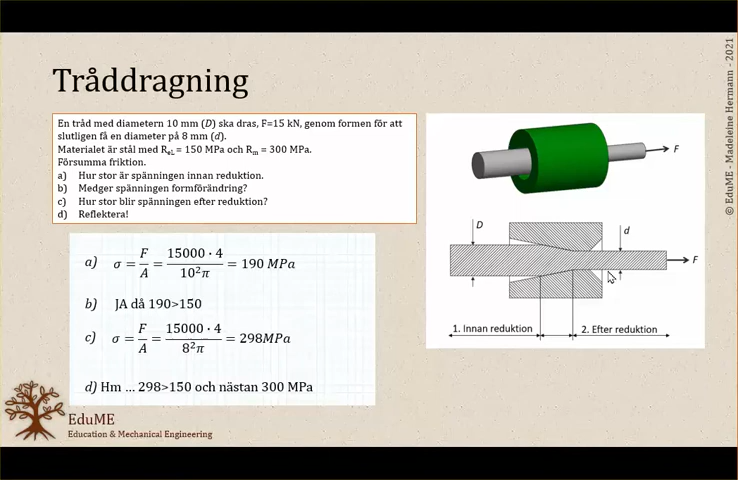 Tråddragning
En tråd med diametern 10 mm (D) ska dras, F=15 kN, genom formen för att
slutligen få en diameter på 8 mm (d).
Materialet är stål med ReL = 150 MPa och Rm = 300 MPa.
Försumma friktion.
a) Hur stor är spänningen innan reduktion.
b) Medger spänningen formförändring?
c) Hur stor blir spänningen efter reduktion?
d) Reflektera!
a) σ = F/A = 15000 · 4 / 10²π = 190 MPa
b) JA då 190>150
c) σ = F/A = 15000 · 4 / 8²π = 298MPa
d) Hm … 298>150 och nästan 300 MPa
F
D
d
F
1. Innan reduktion
2. Efter reduktion
EduME
Education & Mechanical Engineering
© EduME - Madeleine Hermann - 2021